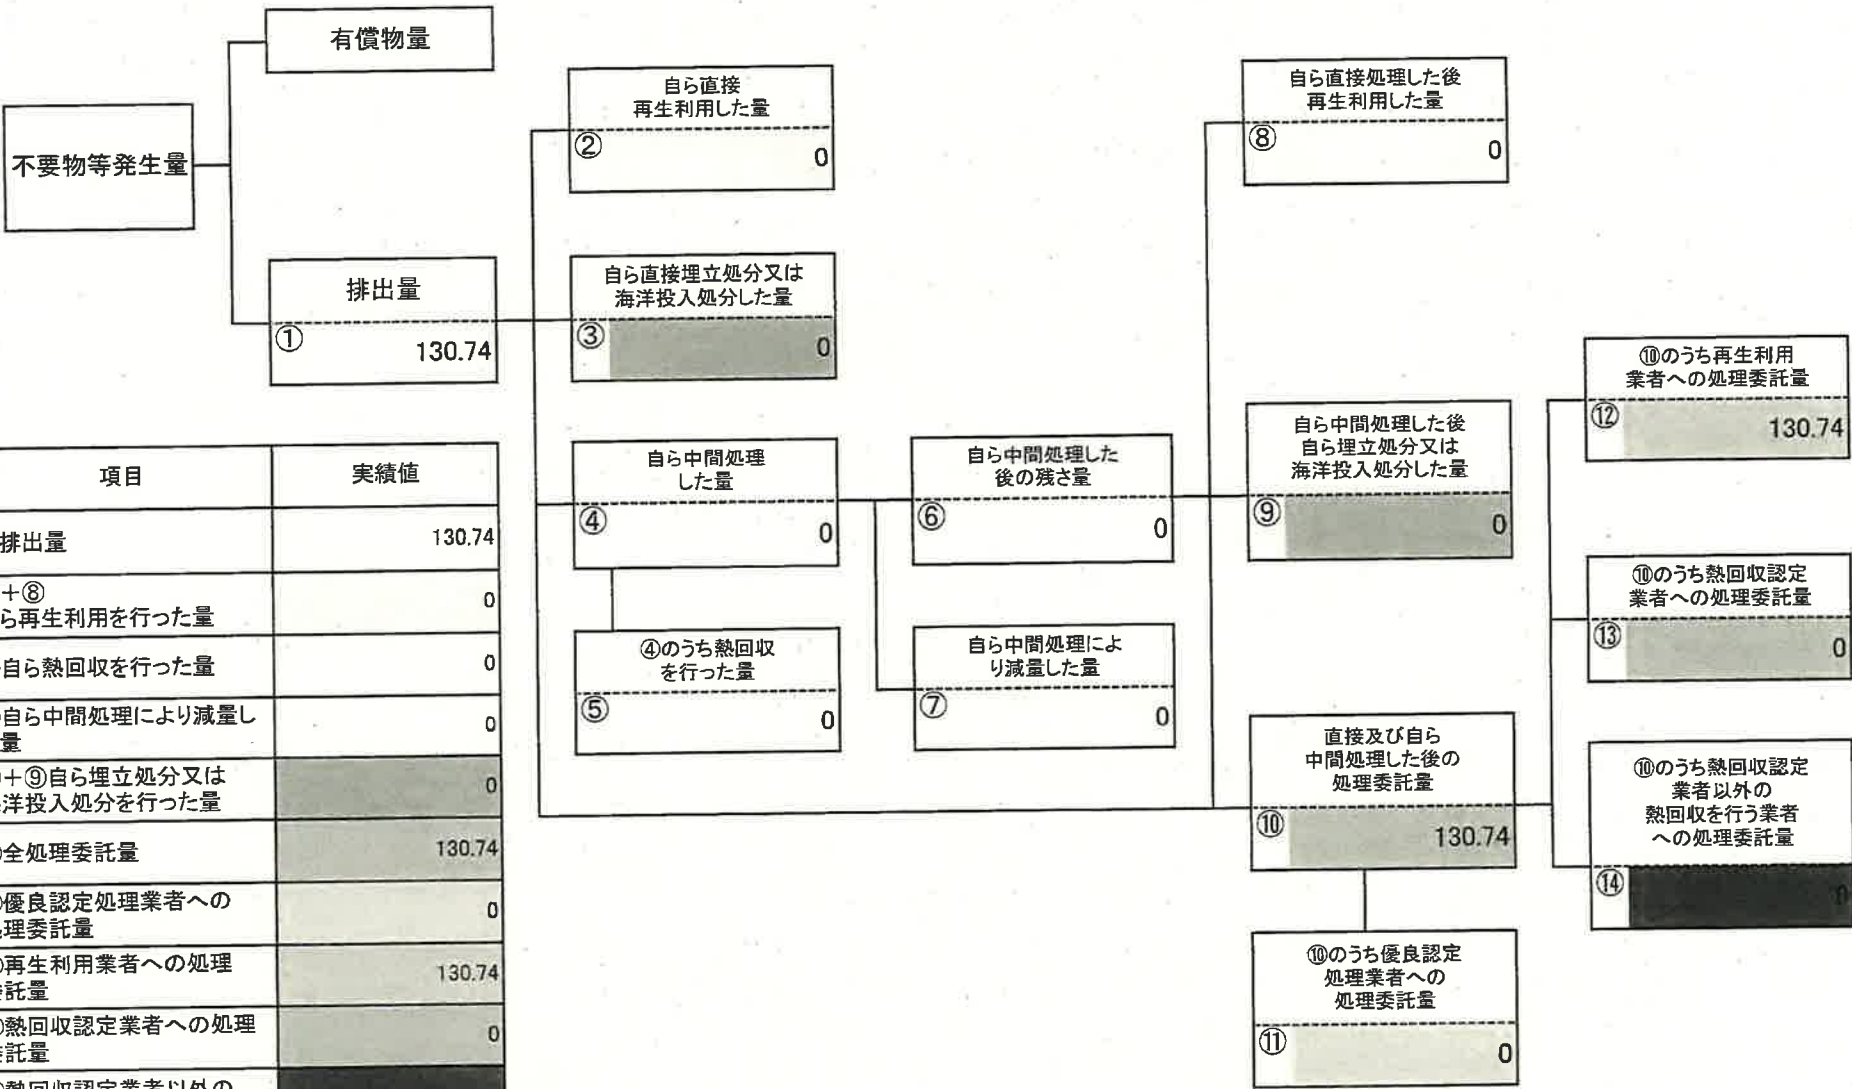 有償物量
不要物等発生量
排出量
①
130.74
自ら直接
再生利用した量
②
0
自ら直接埋立処分又は
海洋投入処分した量
③
0
自ら中間処理
した量
④
0
④のうち熱回収
を行った量
⑤
0
自ら中間処理した
後の残さ量
⑥
0
自ら中間処理によ
り減量した量
⑦
0
自ら直接処理した後
再生利用した量
⑧
0
自ら中間処理した後
自ら埋立処分又は
海洋投入処分した量
⑨
0
直接及び自ら
中間処理した後の
処理委託量
⑩
130.74
⑩のうち優良認定
処理業者への
処理委託量
⑪
0
⑩のうち再生利用
業者への処理委託量
⑫
130.74
⑩のうち熱回収認定
業者への処理委託量
⑬
0
⑩のうち熱回収認定
業者以外の
熱回収を行う業者
への処理委託量
⑭
0
項目
実績値
排出量
130.74
+⑧
ら再生利用を行った量
0
自ら熱回収を行った量
0
自ら中間処理により減量し
量
0
+⑨自ら埋立処分又は
洋投入処分を行った量
0
全処理委託量
130.74
優良認定処理業者への
理委託量
0
再生利用業者への処理
託量
130.74
熱回収認定業者への処理
託量
0
熱回収認定業者以外の